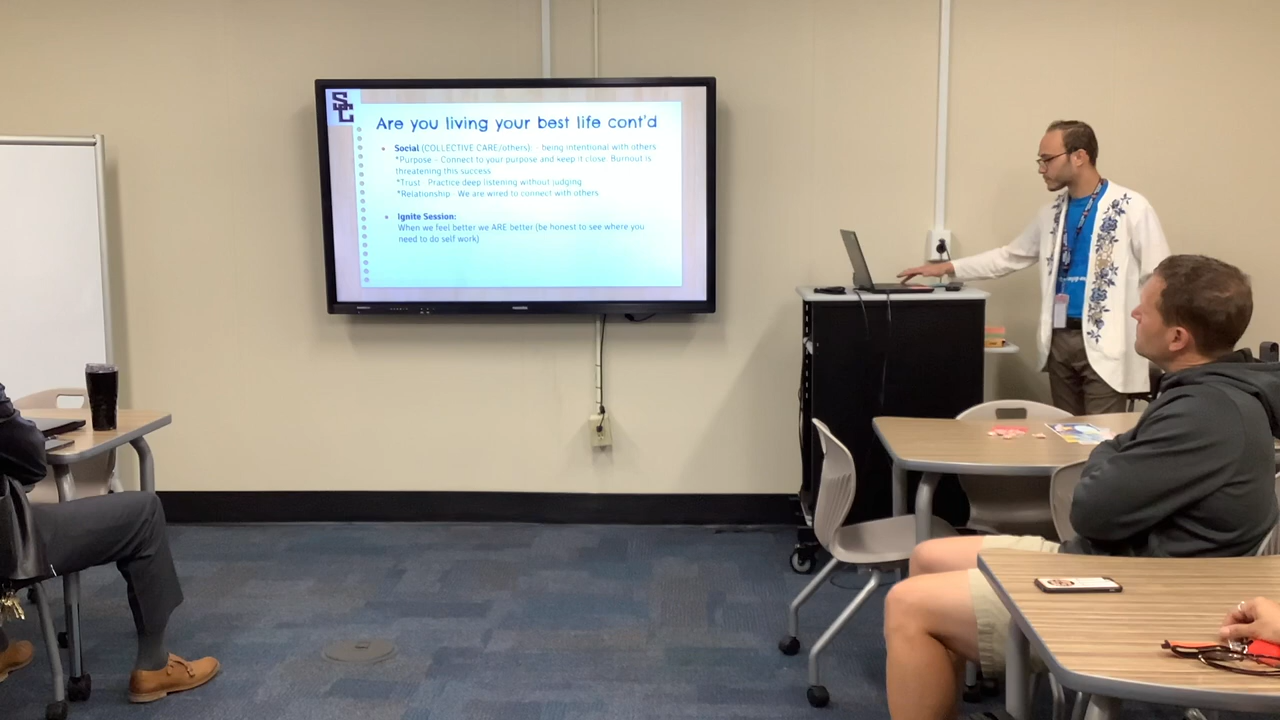 SC
Are you living your best life cont'd
Social (COLLECTIVE CARE/others): - being intentional with others
*Purpose - Connect to your purpose and keep it close. Burnout is
threatening this success
*Trust - Practice deep listening without judging
*Relationship - We are wired to connect with others
Ignite Session:
When we feel better we ARE better (be honest to see where you
need to do self work)